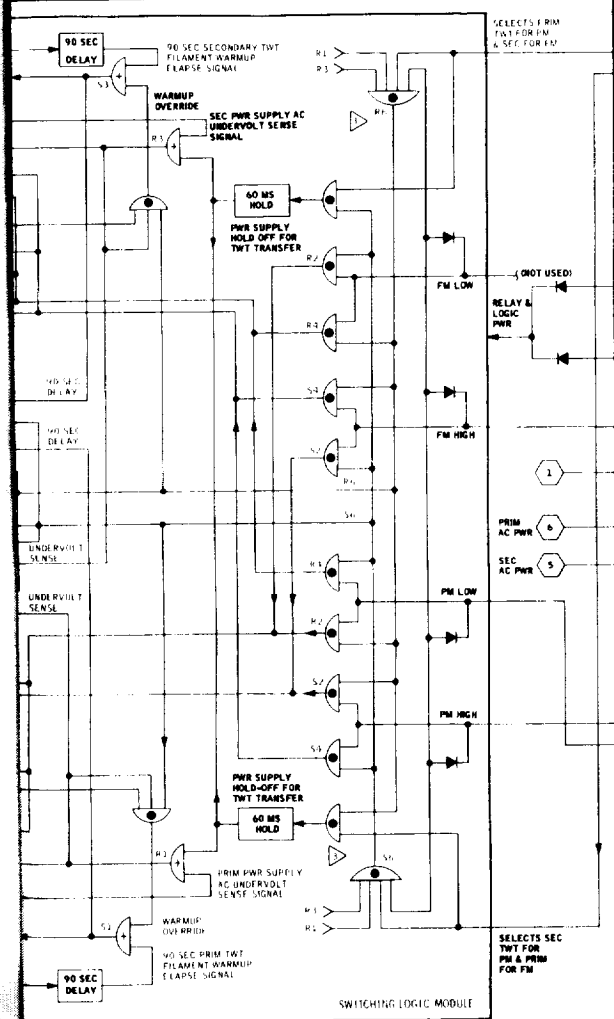 90 SEC
DELAY
90 SEC SECONDARY TWT
FILAMENT WARMUP
ELAPSE SIGNAL
S3
WARMUP
OVERRIDE
R3
SEC PWR SUPPLY AC
UNDERVOLT SENSE
SIGNAL
R1
R3
R6
SELECTS PRIM
TWT FOR PM
& SEC FOR FM
60 MS
HOLD
PWR SUPPLY
HOLD OFF FOR
TWT TRANSFER
R2
FM LOW
(NOT USED)
RELAY &
LOGIC
PWR
R4
S4
FM HIGH
S2
90 SEC
DELAY
90 SEC
DELAY
R6
S6
1
PRIM
AC PWR
6
SEC
AC PWR
5
UNDERVOLT
SENSE
UNDERVOLT
SENSE
PM LOW
R2
S2
PM HIGH
S4
PWR SUPPLY
HOLD-OFF FOR
TWT TRANSFER
60 MS
HOLD
3
S6
R1
PRIM PWR SUPPLY
AC UNDERVOLT
SENSE SIGNAL
S1
WARMUP
OVERRIDE
90 SEC PRIM TWT
FILAMENT WARMUP
ELAPSE SIGNAL
90 SEC
DELAY
R3
R1
SELECTS SEC
TWT FOR
PM & PRIM
FOR FM
SWITCHING LOGIC MODULE